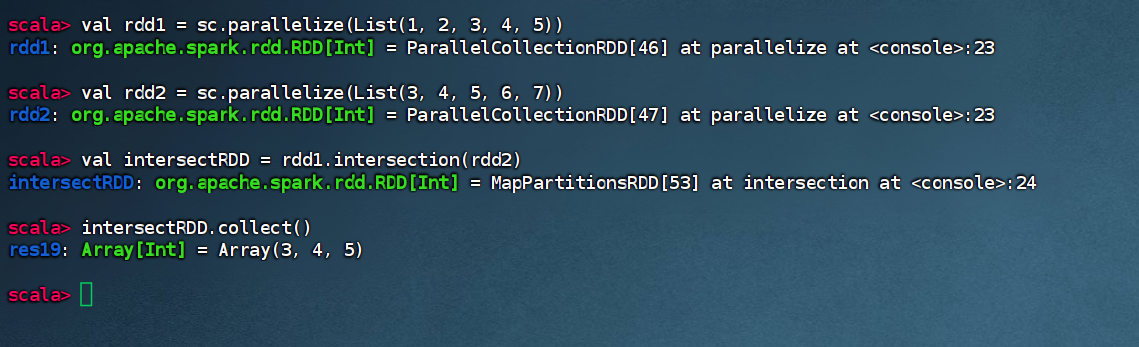 scala> val rdd1 = sc.parallelize(List(1, 2, 3, 4, 5))
rdd1: org.apache.spark.rdd.RDD[Int] = ParallelCollectionRDD[46] at parallelize at <console>:23
scala> val rdd2 = sc.parallelize(List(3, 4, 5, 6, 7))
rdd2: org.apache.spark.rdd.RDD[Int] = ParallelCollectionRDD[47] at parallelize at <console>:23
scala> val intersectRDD = rdd1.intersection(rdd2)
intersectRDD: org.apache.spark.rdd.RDD[Int] = MapPartitionsRDD[53] at intersection at <console>:24
scala> intersectRDD.collect()
res19: Array[Int] = Array(3, 4, 5)
scala>